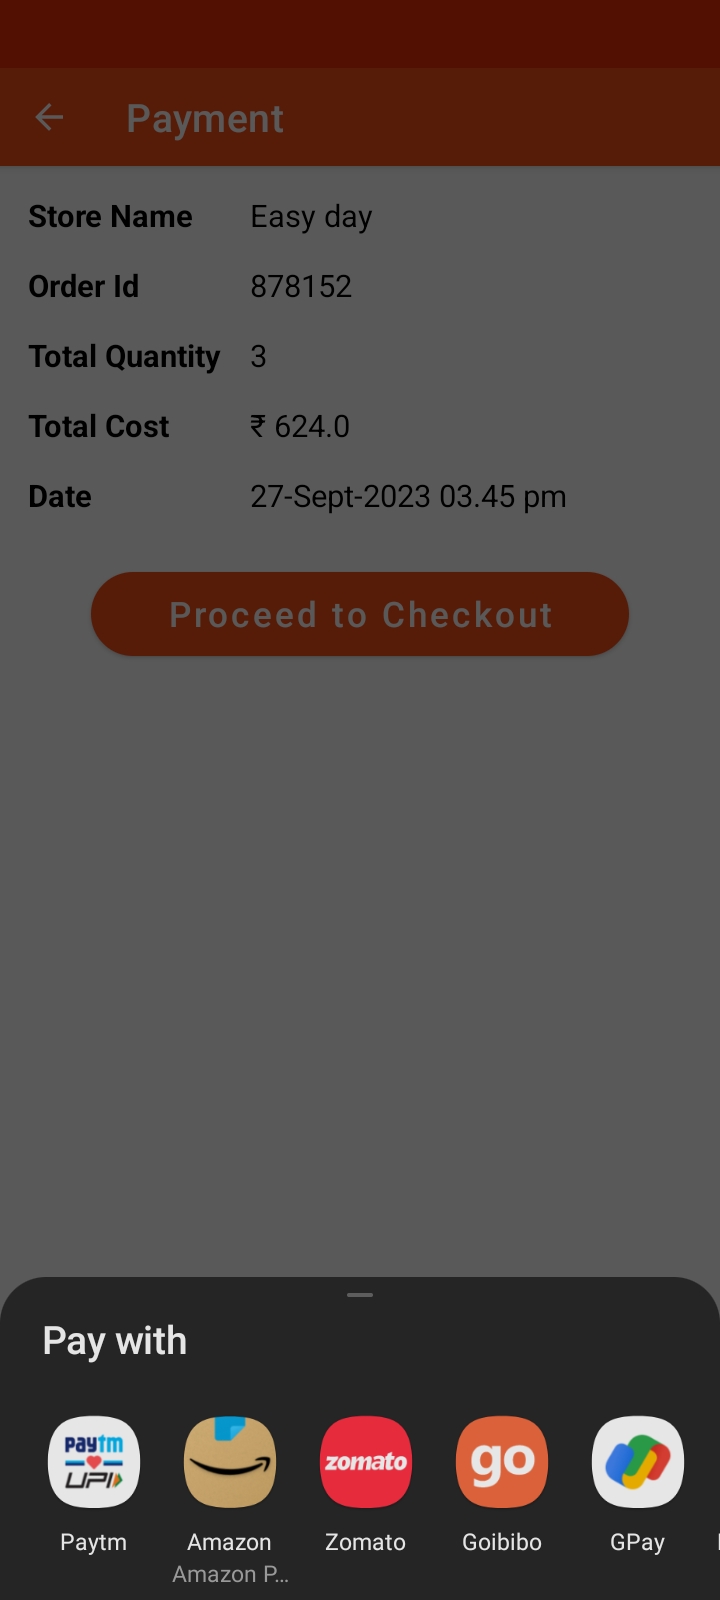 Payment
Store Name Easy day
Order Id 878152
Total Quantity 3
Total Cost ₹ 624.0
Date 27-Sept-2023 03.45 pm
Proceed to Checkout
Pay with
paytm
UPI
zomato
go
Paytm Amazon Zomato Goibibo GPay
Amazon P...